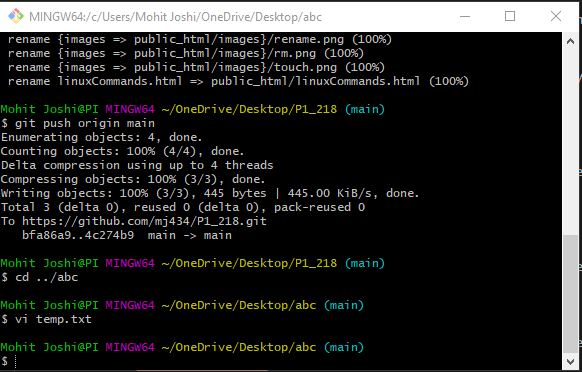 MINGW64:/c/Users/Mohit Joshi/OneDrive/Desktop/abc
rename {images => public_html/images}/rename.png (100%)
rename {images => public_html/images}/rm.png (100%)
rename {images => public_html/images}/touch.png (100%)
rename linuxCommands.html => public_html/linuxCommands.html (100%)
Mohit Joshi@PI MINGW64 ~/OneDrive/Desktop/P1_218 (main)
$ git push origin main
Enumerating objects: 4, done.
Counting objects: 100% (4/4), done.
Delta compression using up to 4 threads
Compressing objects: 100% (3/3), done.
Writing objects: 100% (3/3), 445 bytes | 445.00 KiB/s, done.
Total 3 (delta 0), reused 0 (delta 0), pack-reused 0
To https://github.com/mj434/P1_218.git
bfa86a9..4c274b9  main -> main
Mohit Joshi@PI MINGW64 ~/OneDrive/Desktop/P1_218 (main)
$ cd ../abc
Mohit Joshi@PI MINGW64 ~/OneDrive/Desktop/abc (main)
$ vi temp.txt
Mohit Joshi@PI MINGW64 ~/OneDrive/Desktop/abc (main)
$